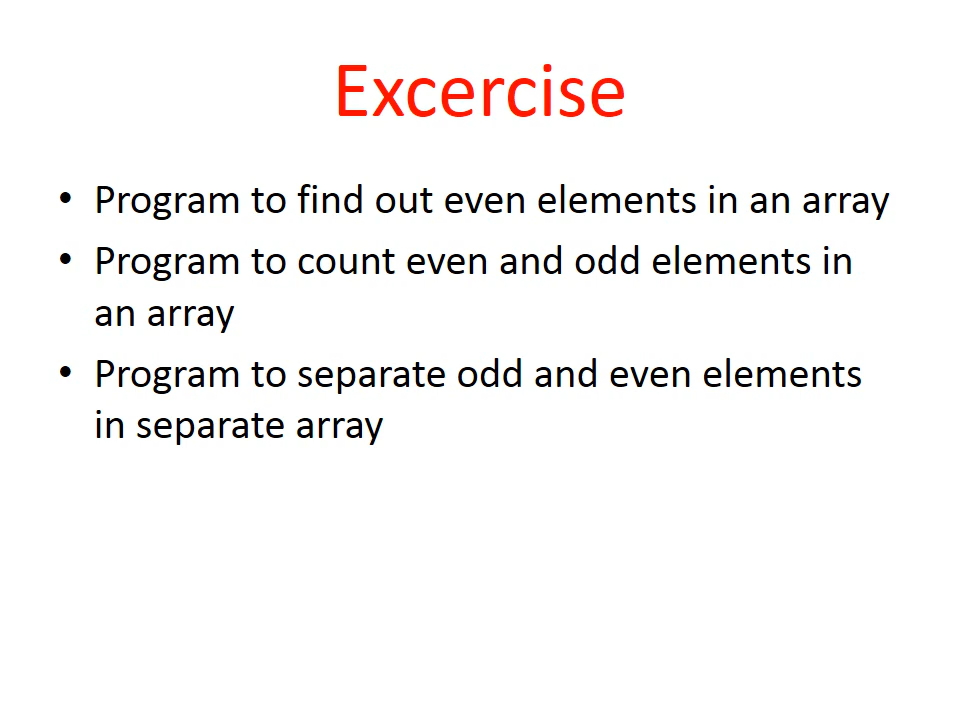 Excercise
• Program to find out even elements in an array
• Program to count even and odd elements in
an array
• Program to separate odd and even elements
in separate array